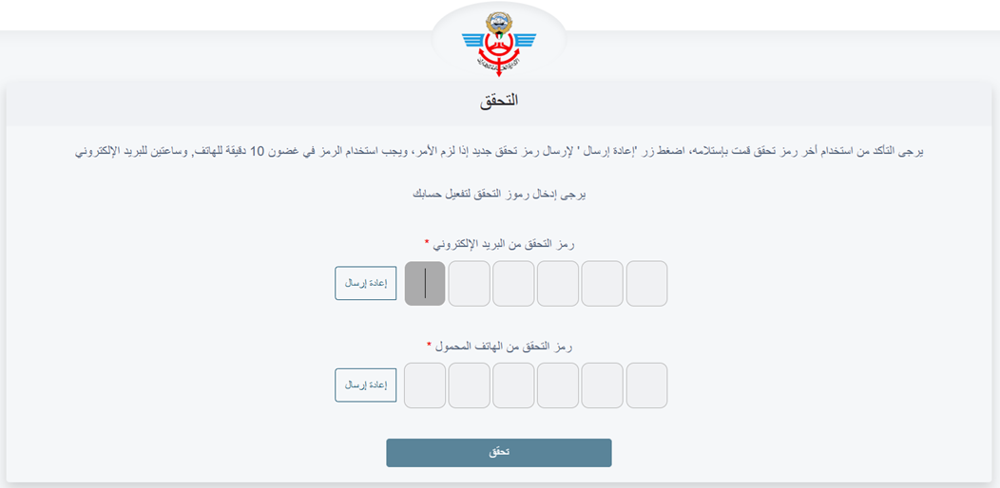 التحقق
يرجى التأكد من استخدام أخر رمز تحقق قمت بإستلامه، اضغط زر 'إعادة إرسال ' لإرسال رمز تحقق جديد إذا لزم الأمر، ويجب استخدام الرمز في غضون 10 دقيقة للهاتف, وساعتين للبريد الإلكتروني
يرجى إدخال رموز التحقق لتفعيل حسابك
رمز التحقق من البريد الإلكتروني *
إعادة إرسال
رمز التحقق من الهاتف المحمول *
إعادة إرسال
تحقق